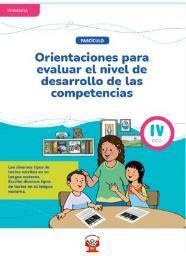 PRIMARIA
FASCÍCULO
Orientaciones para
evaluar el nivel de
desarrollo de las
competencias
IV
CICLO
Lee diversos tipos de
textos escritos en su
lengua materna.
Escribe diversos tipos
de textos en su lengua
materna.